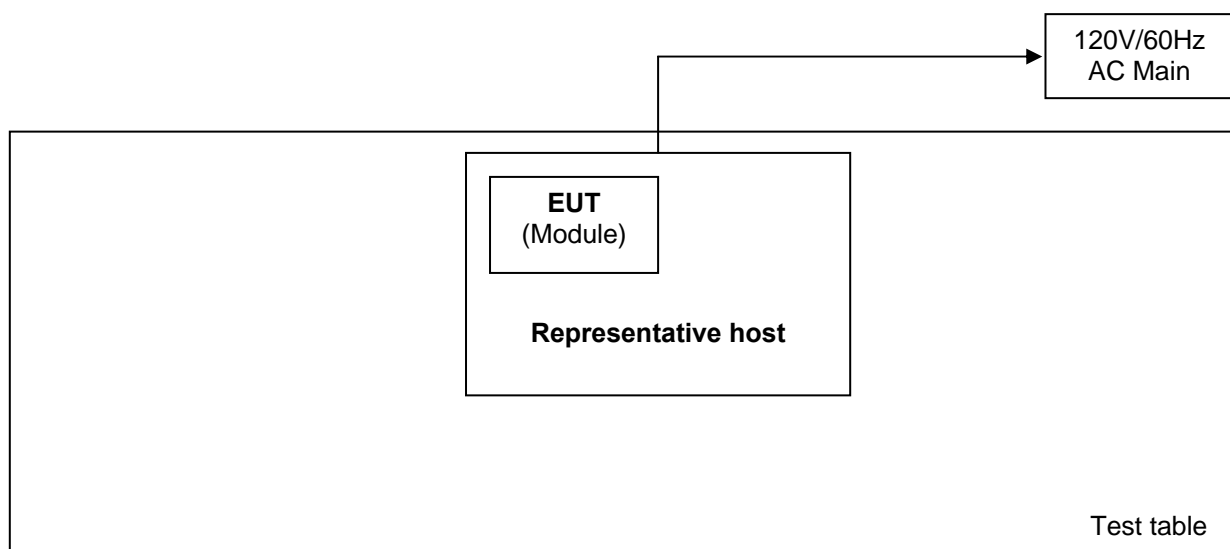 120V/60Hz
AC Main
EUT
(Module)
Representative host
Test table